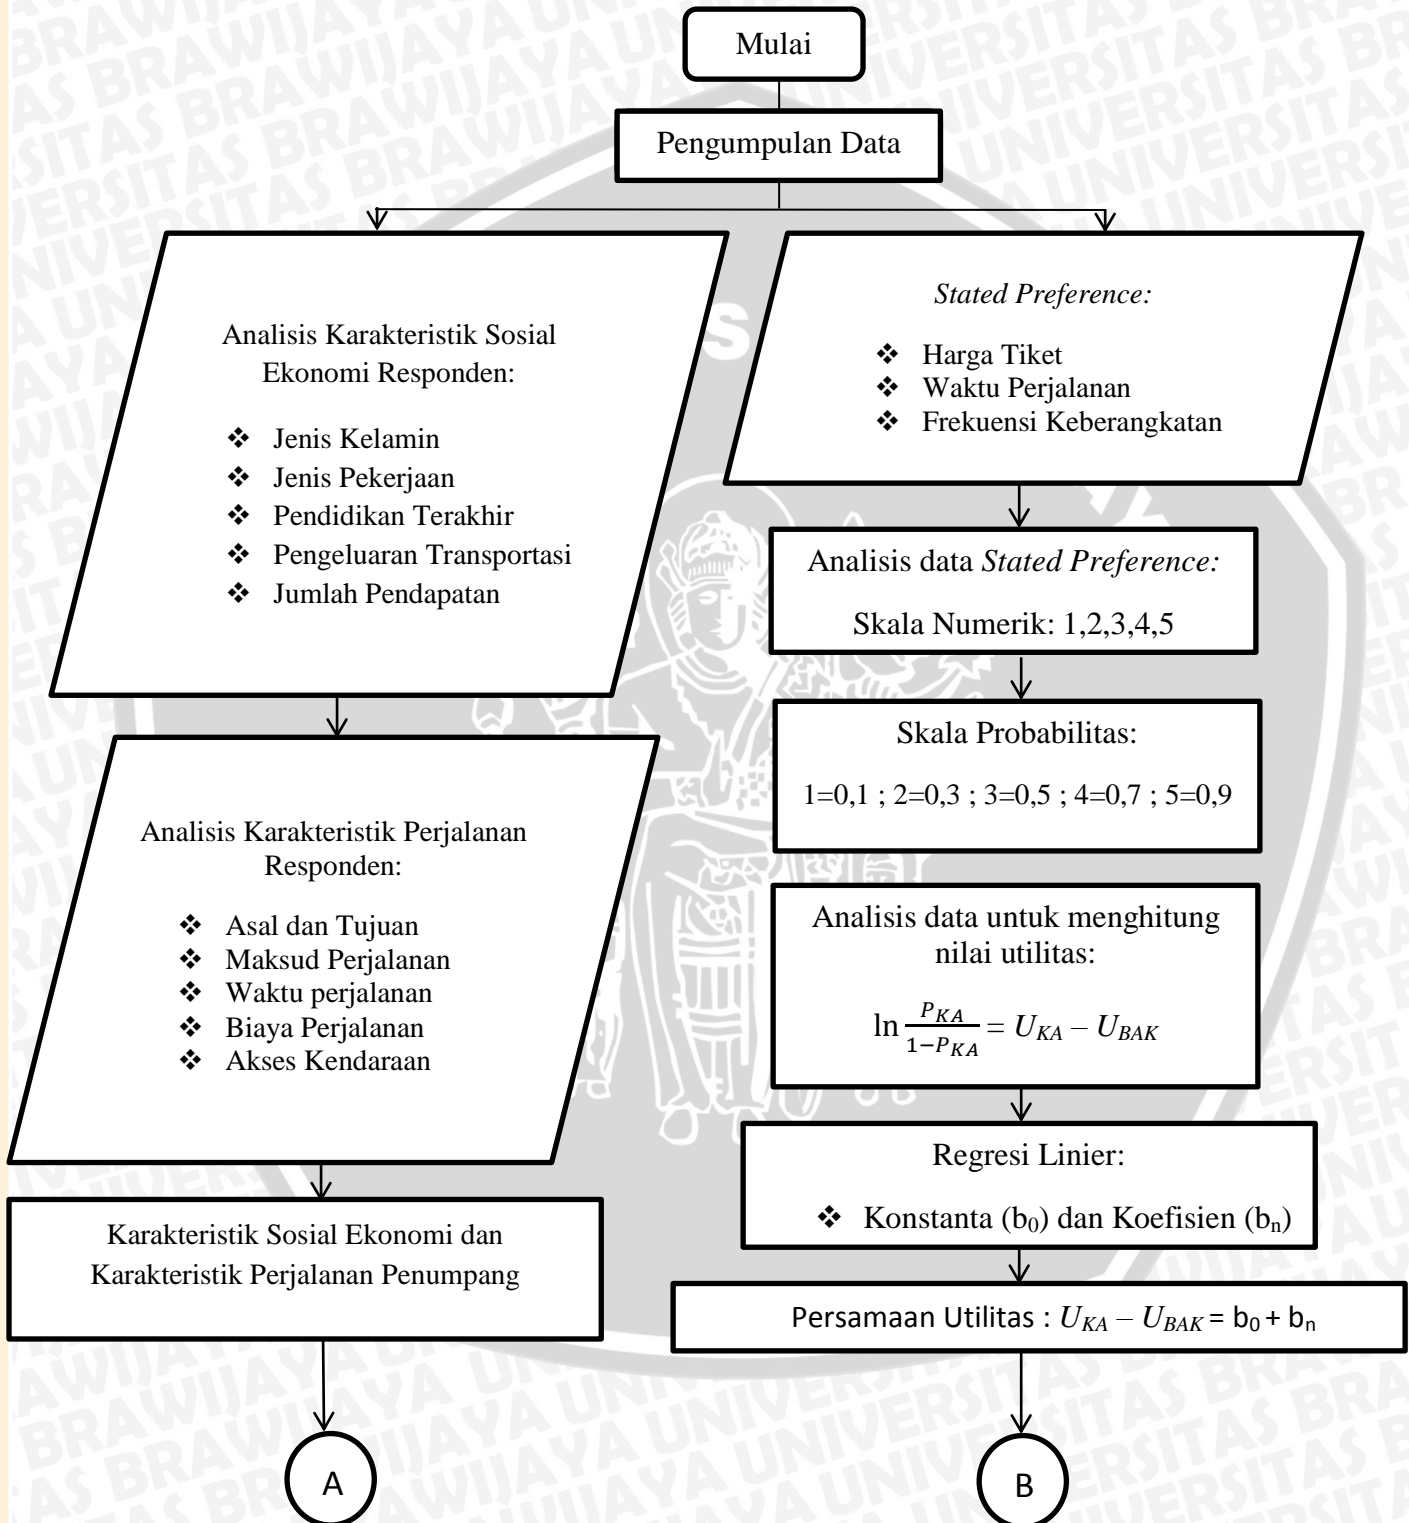 Mulai
Pengumpulan Data
Analisis Karakteristik Sosial
Ekonomi Responden:
❖ Jenis Kelamin
❖ Jenis Pekerjaan
❖ Pendidikan Terakhir
❖ Pengeluaran Transportasi
❖ Jumlah Pendapatan
Analisis Karakteristik Perjalanan
Responden:
❖ Asal dan Tujuan
❖ Maksud Perjalanan
❖ Waktu perjalanan
❖ Biaya Perjalanan
❖ Akses Kendaraan
Karakteristik Sosial Ekonomi dan
Karakteristik Perjalanan Penumpang
A
Stated Preference:
❖ Harga Tiket
❖ Waktu Perjalanan
❖ Frekuensi Keberangkatan
Analisis data Stated Preference:
Skala Numerik: 1,2,3,4,5
Skala Probabilitas:
1=0,1 ; 2=0,3 ; 3=0,5 ; 4=0,7 ; 5=0,9
Analisis data untuk menghitung
nilai utilitas:
ln P_KA/(1−P_KA) = U_KA – U_BAK
Regresi Linier:
❖ Konstanta (b₀) dan Koefisien (bₙ)
Persamaan Utilitas : U_KA – U_BAK = b₀ + bₙ
B